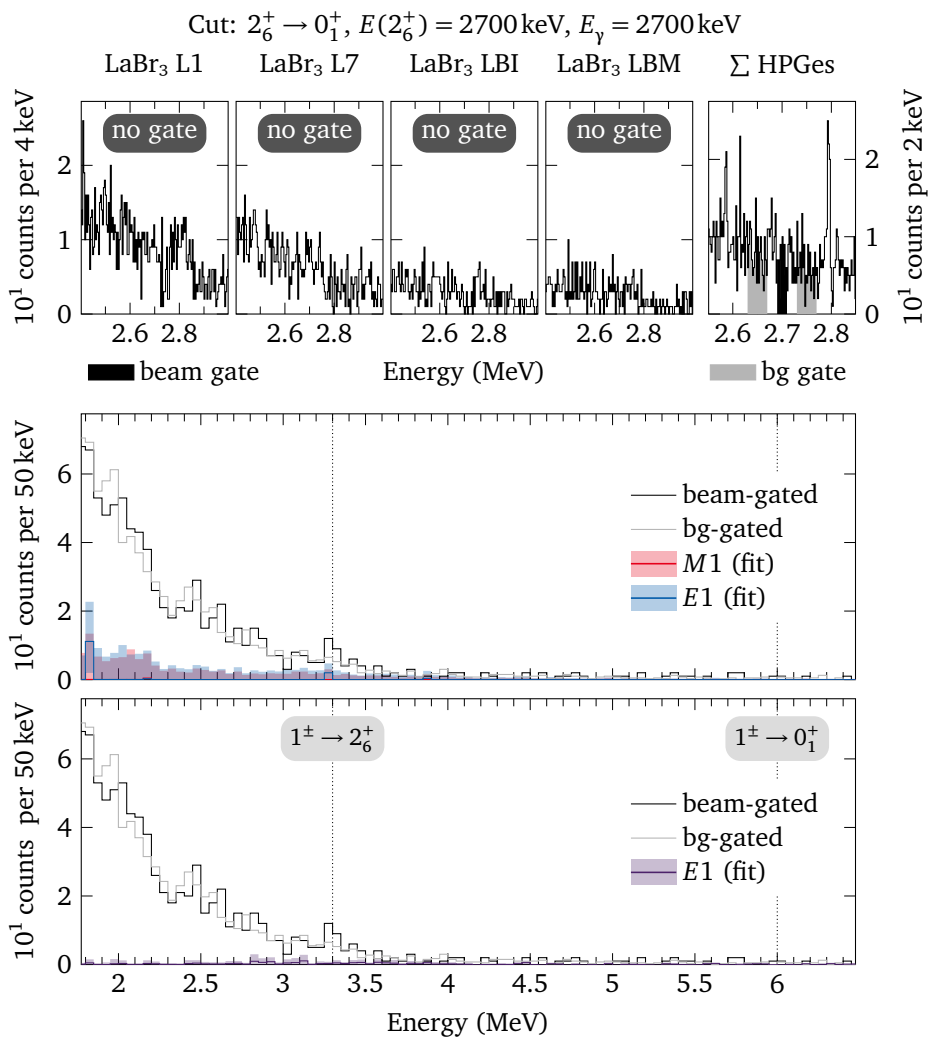 Cut: 2₆⁺ → 0₁⁺, E(2₆⁺) = 2700 keV, Eγ = 2700 keV
LaBr₃ L1 LaBr₃ L7 LaBr₃ LBI LaBr₃ LBM ∑ HPGes
no gate no gate no gate no gate
10¹ counts per 4 keV
2
1
0
10¹ counts per 2 keV
2
1
0
2.6 2.8 2.6 2.8 2.6 2.8 2.6 2.8 2.6 2.7 2.8
beam gate Energy (MeV) bg gate
10¹ counts per 50 keV
6
4
2
0
beam-gated
bg-gated
M1 (fit)
E1 (fit)
10¹ counts per 50 keV
6
4
2
0
1± → 2₆⁺ 1± → 0₁⁺
beam-gated
bg-gated
E1 (fit)
2 2.5 3 3.5 4 4.5 5 5.5 6
Energy (MeV)